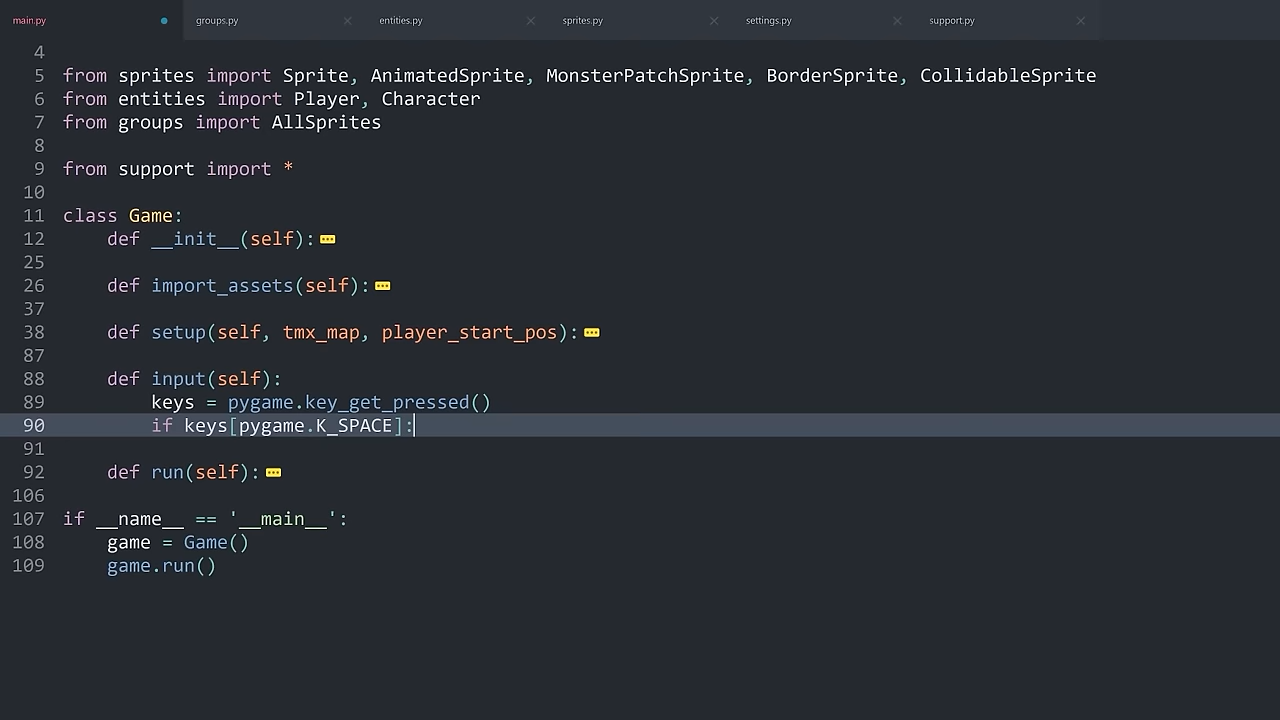 main.py groups.py entities.py sprites.py settings.py support.py
4
5 from sprites import Sprite, AnimatedSprite, MonsterPatchSprite, BorderSprite, CollidableSprite
6 from entities import Player, Character
7 from groups import AllSprites
8
9 from support import *
10
11 class Game:
12     def __init__(self):
25
26     def import_assets(self):
37
38     def setup(self, tmx_map, player_start_pos):
87
88     def input(self):
89         keys = pygame.key_get_pressed()
90         if keys[pygame.K_SPACE]:
91
92     def run(self):
106
107 if __name__ == '__main__':
108     game = Game()
109     game.run()